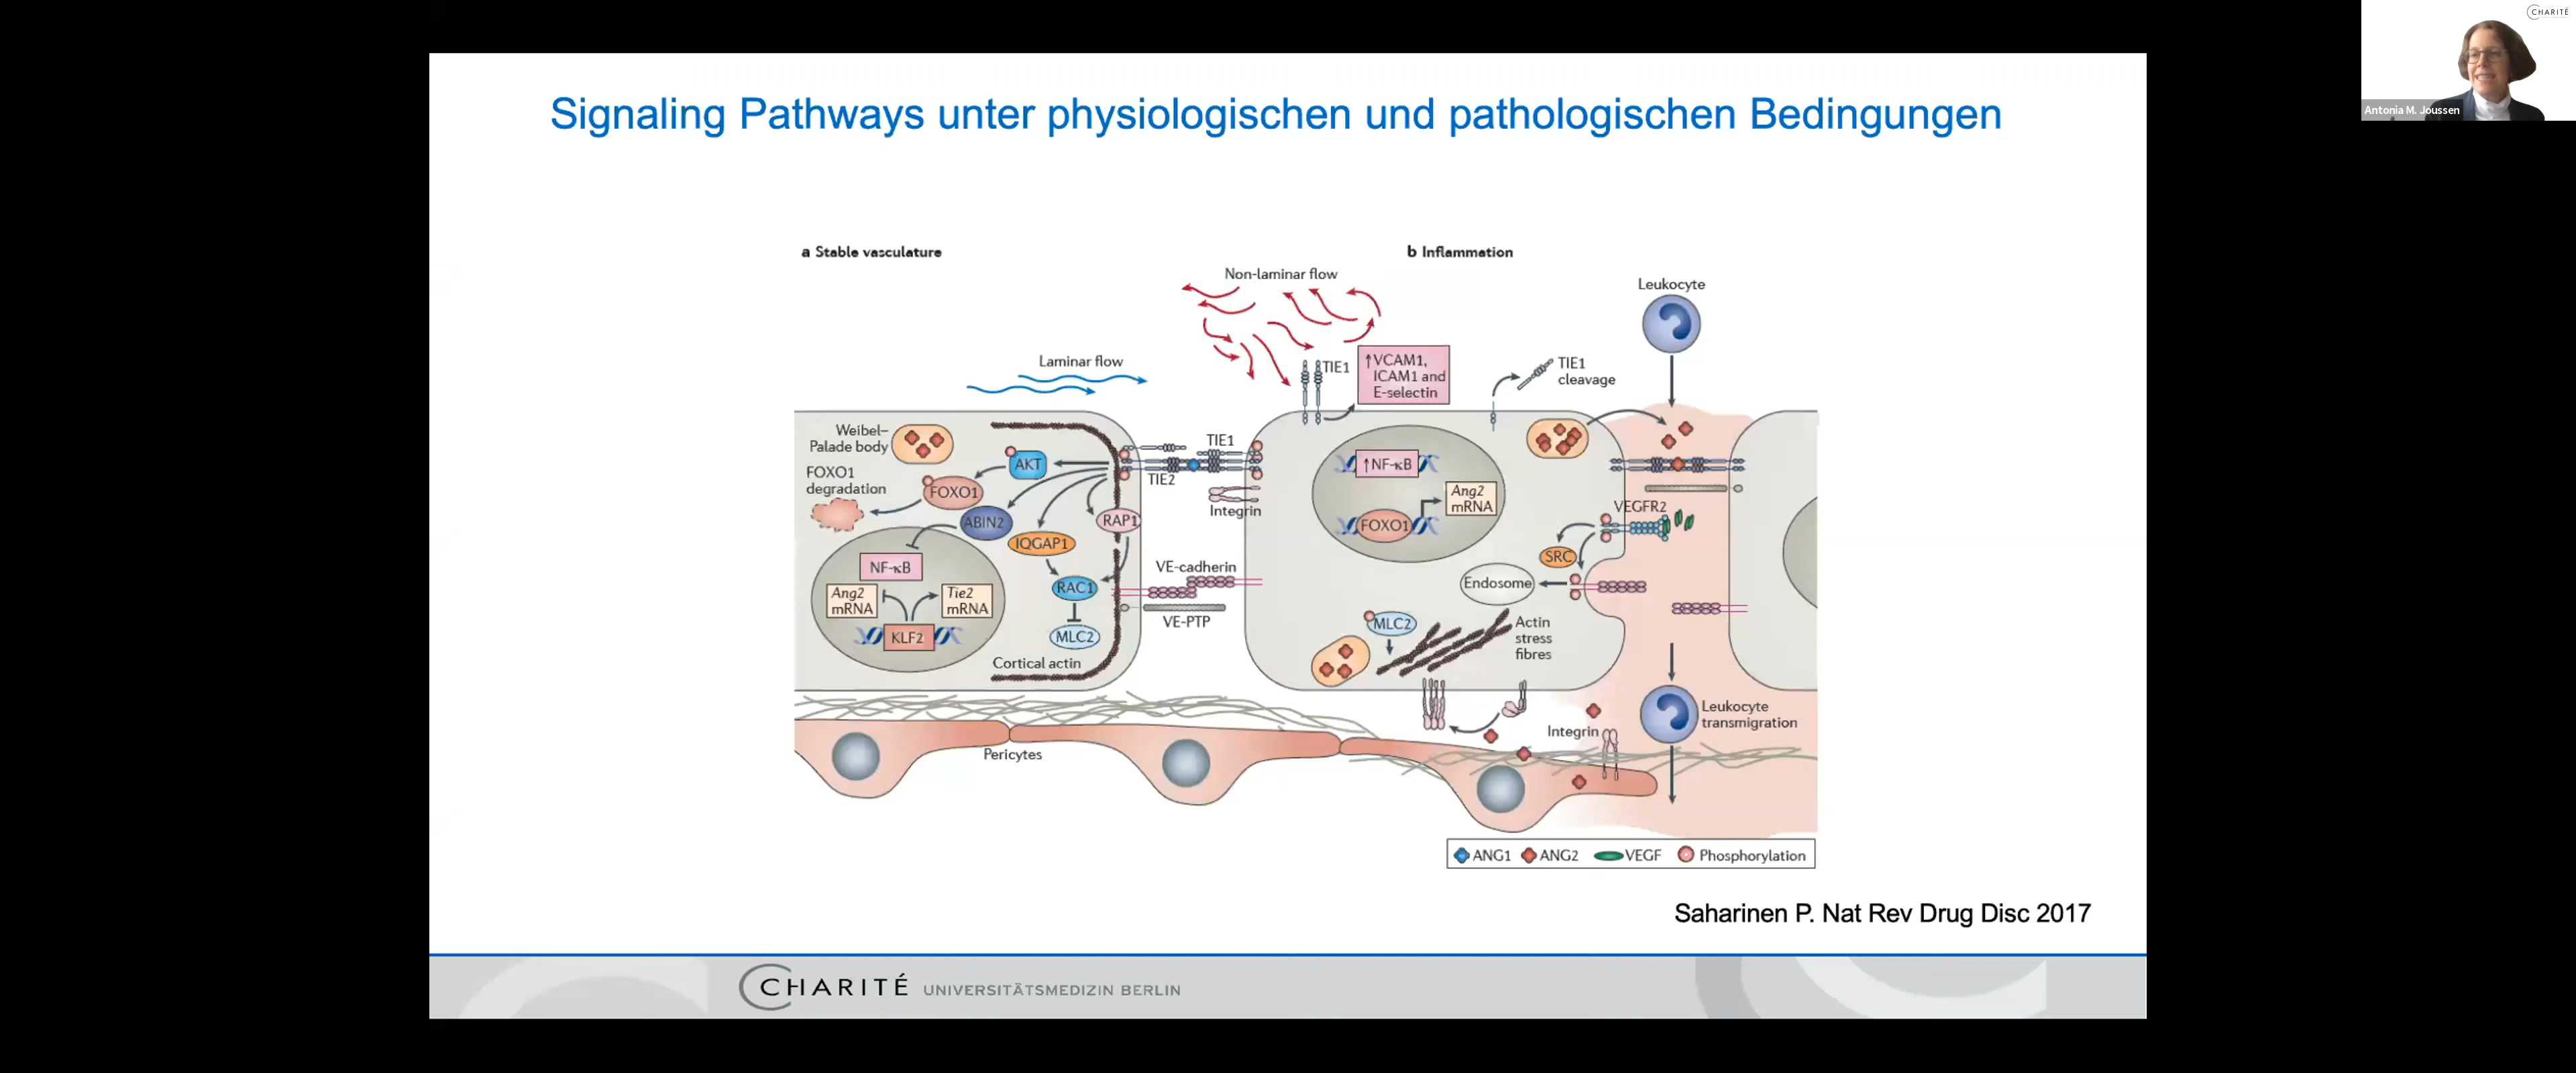 CHARITÉ
Antonia M. Joussen
Signaling Pathways unter physiologischen und pathologischen Bedingungen
a Stable vasculature
b Inflammation
Non-laminar flow
Leukocyte
Laminar flow
TIE1
↑VCAM1,
ICAM1 and
E-selectin
TIE1
cleavage
Weibel–
Palade body
FOXO1
degradation
AKT
FOXO1
ABIN2
IQGAP1
RAP1
RAC1
MLC2
NF-κB
Ang2
mRNA
Tie2
mRNA
KLF2
Cortical actin
TIE1
TIE2
Integrin
VE-cadherin
VE-PTP
↑NF-κB
Ang2
mRNA
FOXO1
VEGFR2
SRC
Endosome
MLC2
Actin
stress
fibres
Leukocyte
transmigration
Integrin
Pericytes
ANG1 ANG2 VEGF Phosphorylation
Saharinen P. Nat Rev Drug Disc 2017
CHARITÉ UNIVERSITÄTSMEDIZIN BERLIN